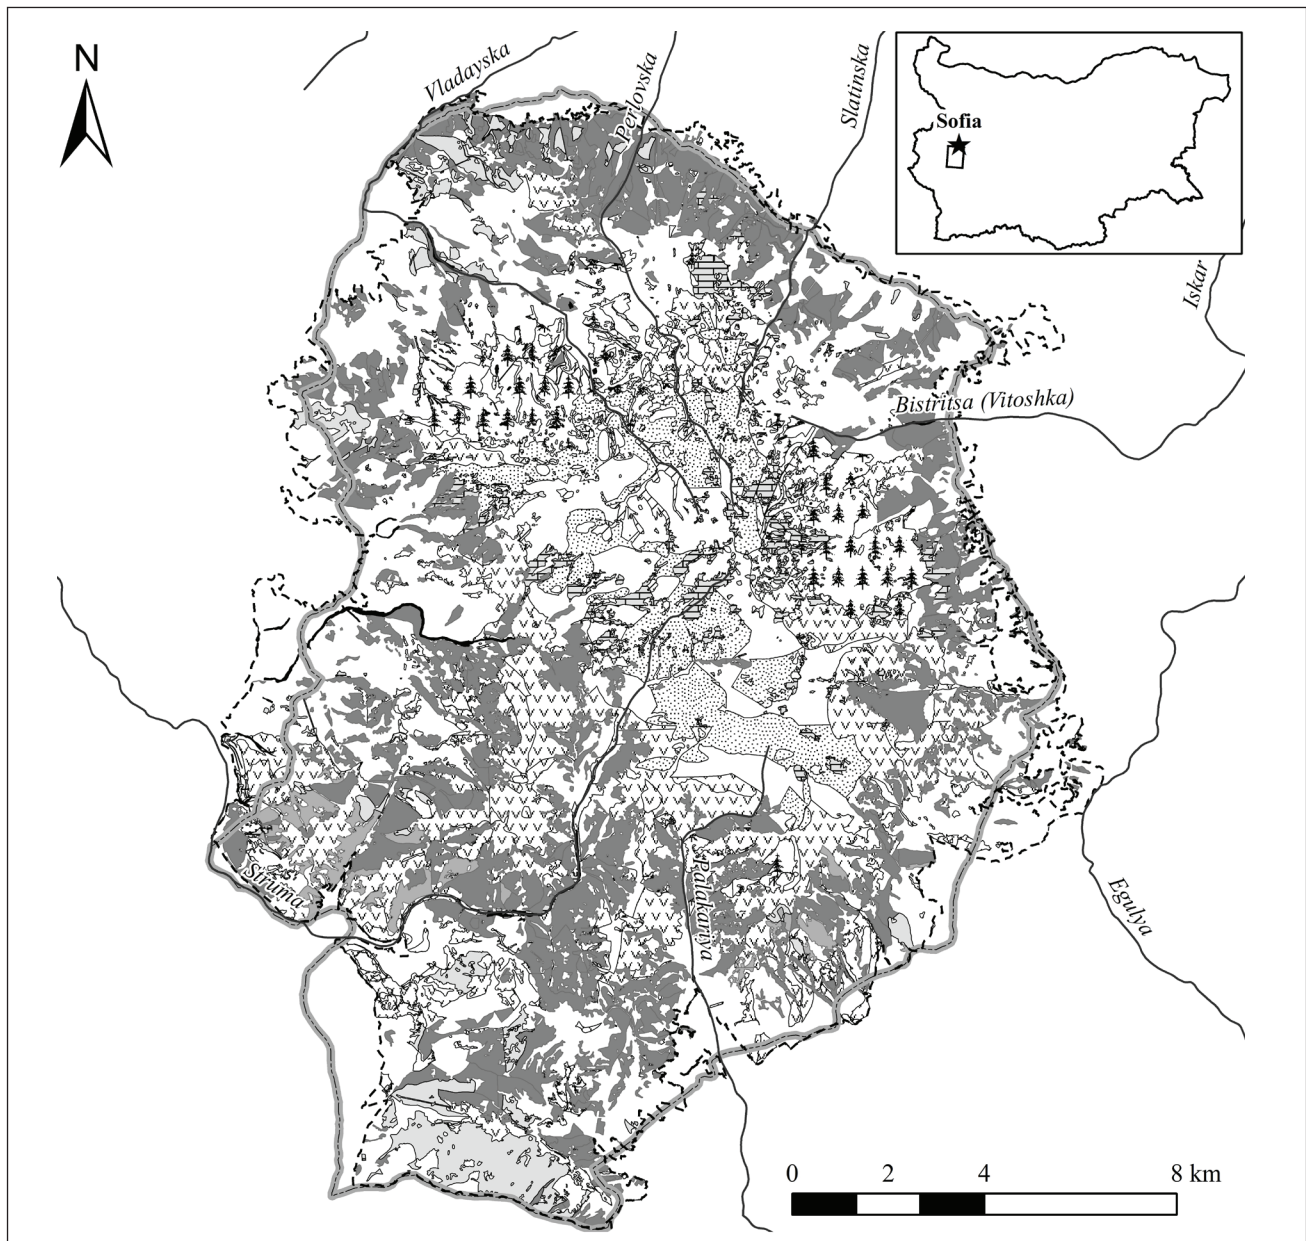 N
Vladayska
Perlovska
Slatinska
Sofia
Iskar
Bistritsa (Vitoshka)
Struma
Palakariya
Egulya
0 2 4 8 km